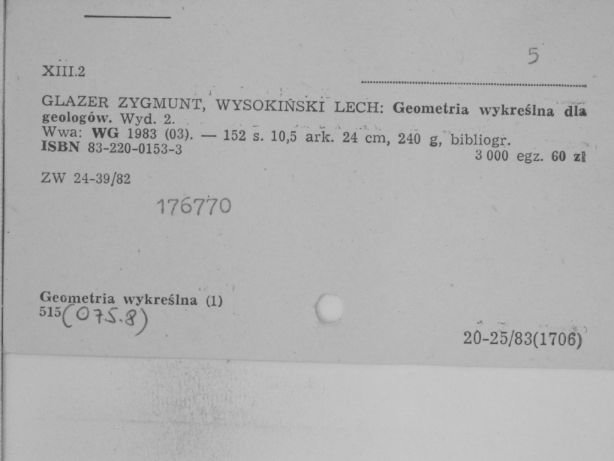 5
XIII.2
GLAZER ZYGMUNT, WYSOKIŃSKI LECH: Geometria wykreślna dla
geologów. Wyd. 2.
Wwa: WG 1983 (03). — 152 s. 10,5 ark. 24 cm, 240 g, bibliogr.
ISBN 83-220-0153-3
3 000 egz. 60 zł
ZW 24-39/82
176770
Geometria wykreślna (1)
515(075.8)
20-25/83(1706)